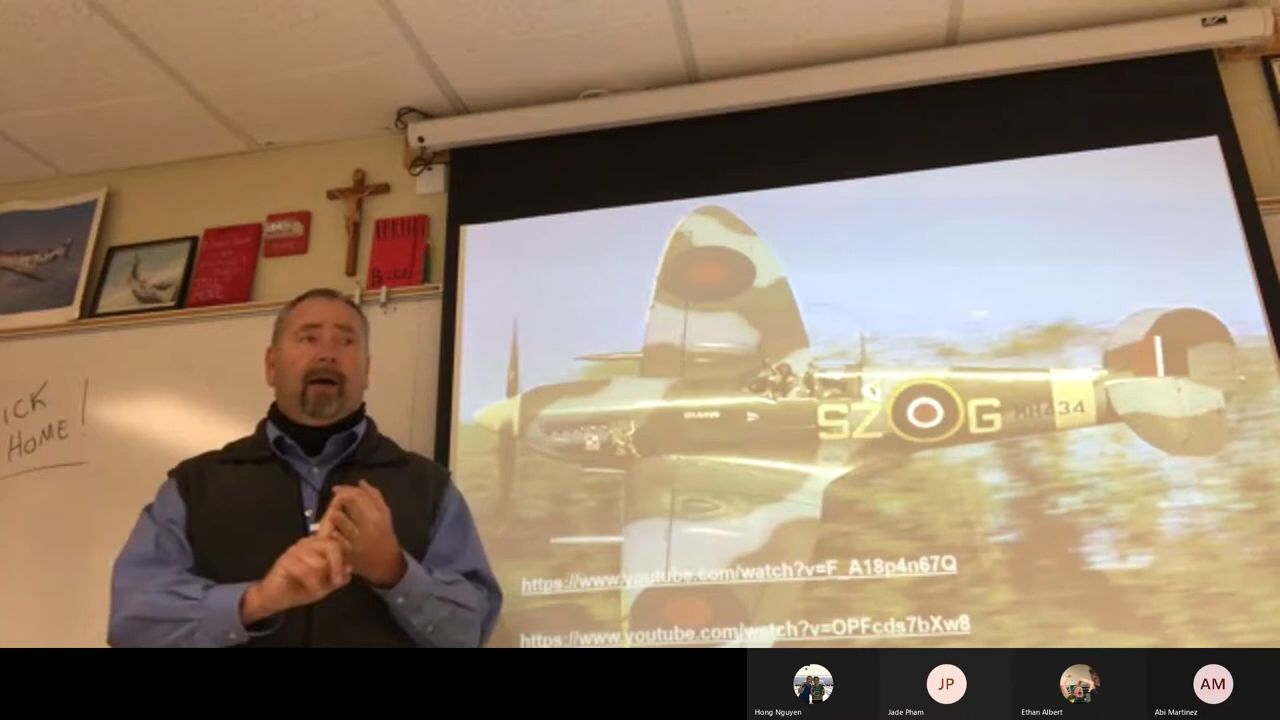 ICK
HOME!
SZ G MH434
https://www.youtube.com/watch?v=F_A18p4n67Q
https://www.youtube.com/watch?v=OPFcds7bXw8
JP
AM
Hong Nguyen
Jade Pham
Ethan Albert
Abi Martinez